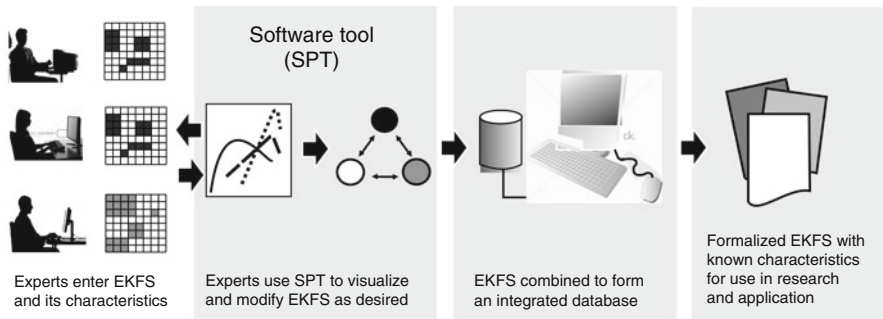 Software tool
(SPT)
ck.
Experts enter EKFS
and its characteristics
Experts use SPT to visualize
and modify EKFS as desired
EKFS combined to form
an integrated database
Formalized EKFS with
known characteristics
for use in research
and application